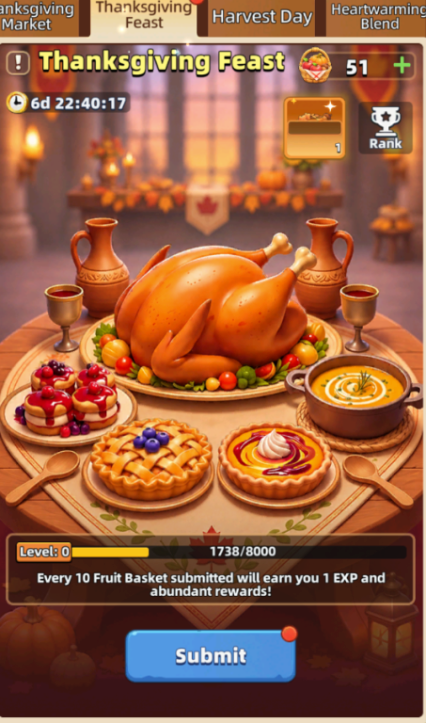 anksgiving
Market
Thanksgiving
Feast
Harvest Day
Heartwarming
Blend
! Thanksgiving Feast 51 +
6d 22:40:17
1
Rank
Level: 0 1738/8000
Every 10 Fruit Basket submitted will earn you 1 EXP and
abundant rewards!
Submit